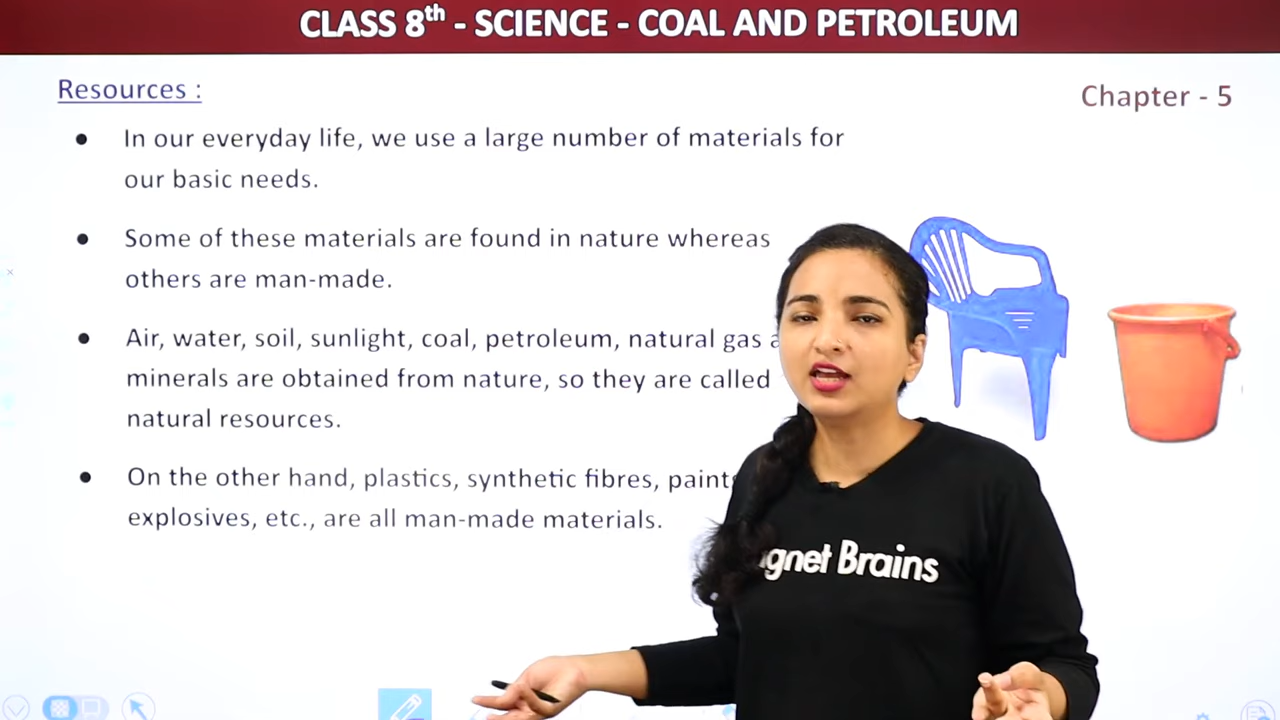 CLASS 8th - SCIENCE - COAL AND PETROLEUM
Resources :
Chapter - 5
● In our everyday life, we use a large number of materials for
our basic needs.
● Some of these materials are found in nature whereas
others are man-made.
● Air, water, soil, sunlight, coal, petroleum, natural gas
minerals are obtained from nature, so they are called
natural resources.
● On the other hand, plastics, synthetic fibres, paint
explosives, etc., are all man-made materials.
gnet Brains